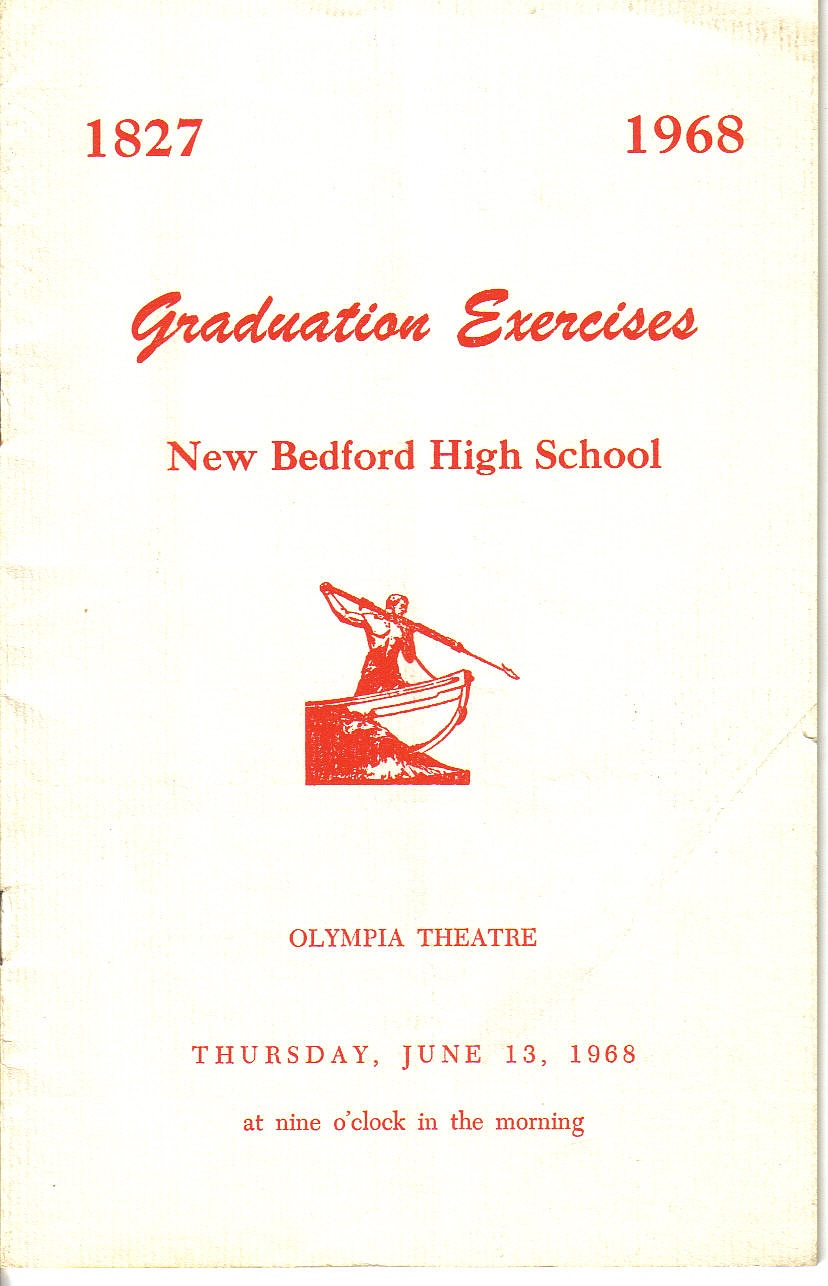 1827 1968
Graduation Exercises
New Bedford High School
OLYMPIA THEATRE
THURSDAY, JUNE 13, 1968
at nine o'clock in the morning